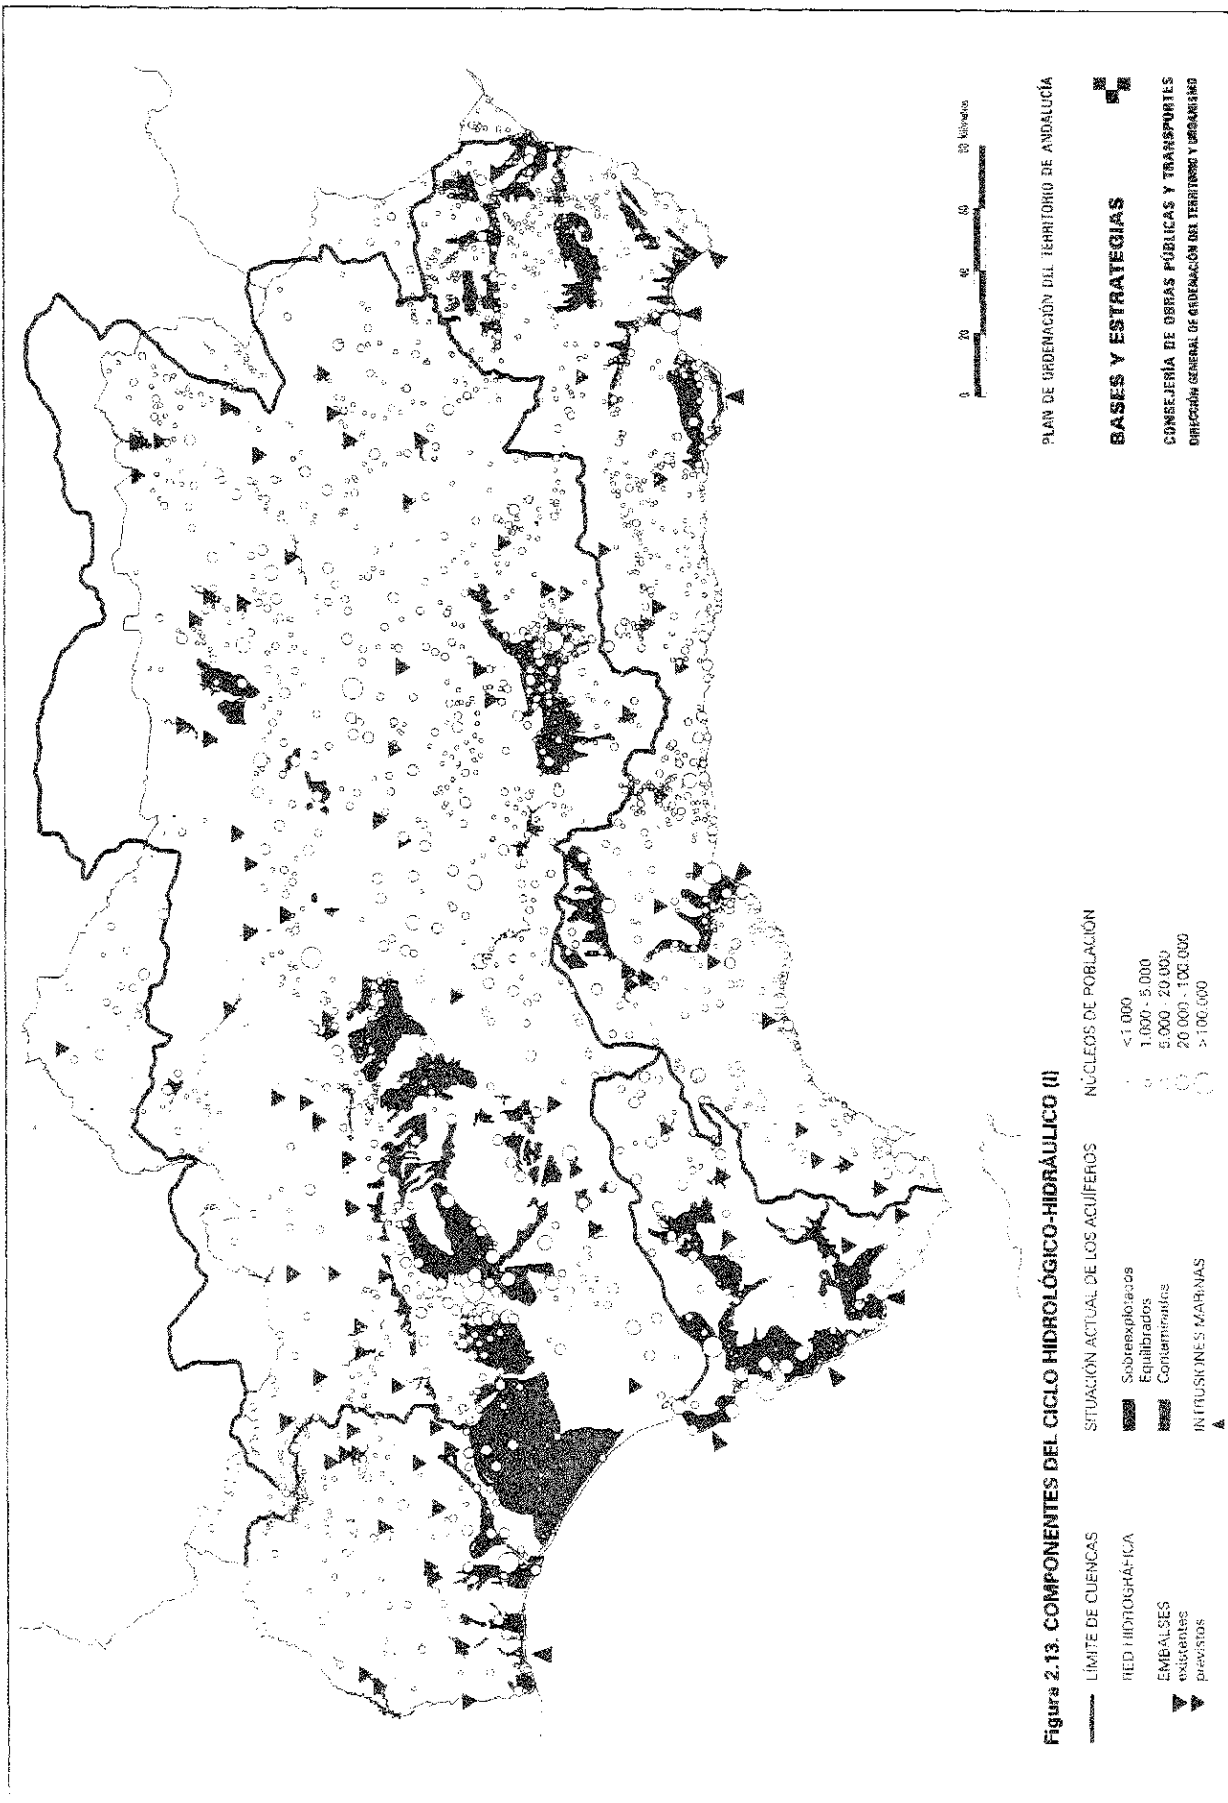 Figura 2.13. COMPONENTES DEL CICLO HIDROLÓGICO-HIDRÁULICO (I)
LÍMITE DE CUENCAS
RED HIDROGRÁFICA
EMBALSES
existentes
previstos
SITUACIÓN ACTUAL DE LOS ACUÍFEROS
Sobreexplotados
Equilibrados
Contaminados
INTRUSIONES MARINAS
NÚCLEOS DE POBLACIÓN
<1.000
1.000 - 5.000
5.000 - 20.000
20.000 - 100.000
>100.000
0 20 40 60 80 kilómetros
PLAN DE ORDENACIÓN DEL TERRITORIO DE ANDALUCÍA
BASES Y ESTRATEGIAS
CONSEJERÍA DE OBRAS PÚBLICAS Y TRANSPORTES
DIRECCIÓN GENERAL DE ORDENACIÓN DEL TERRITORIO Y URBANISMO